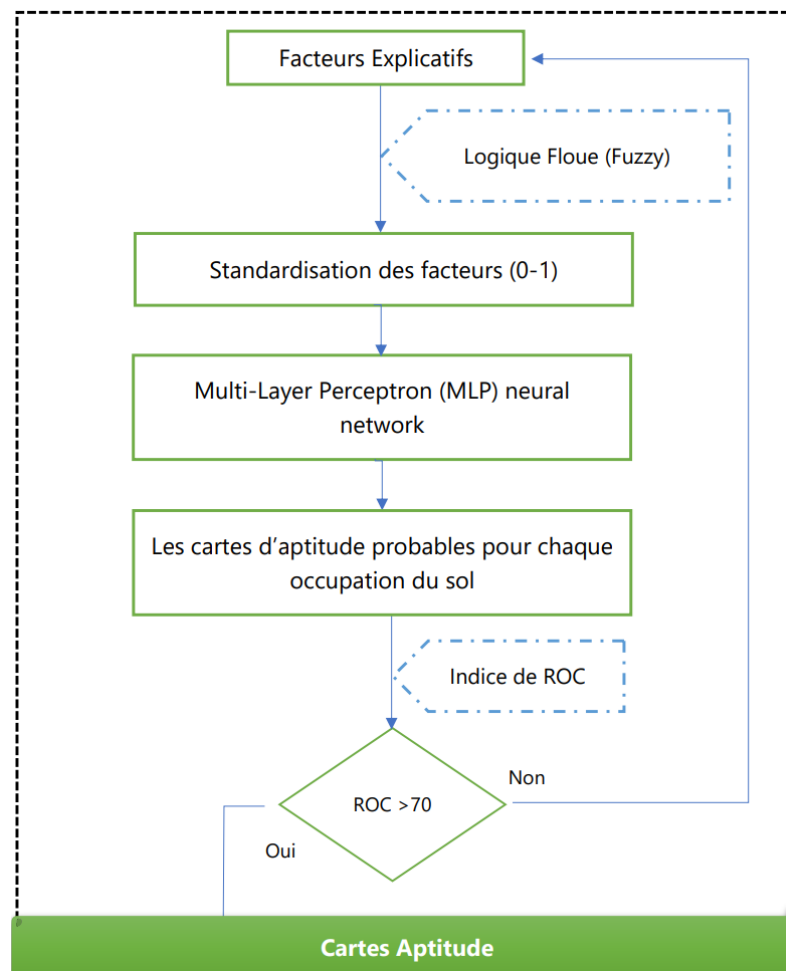 Facteurs Explicatifs
Logique Floue (Fuzzy)
Standardisation des facteurs (0-1)
Multi-Layer Perceptron (MLP) neural
network
Les cartes d’aptitude probables pour chaque
occupation du sol
Indice de ROC
ROC >70
Non
Oui
Cartes Aptitude